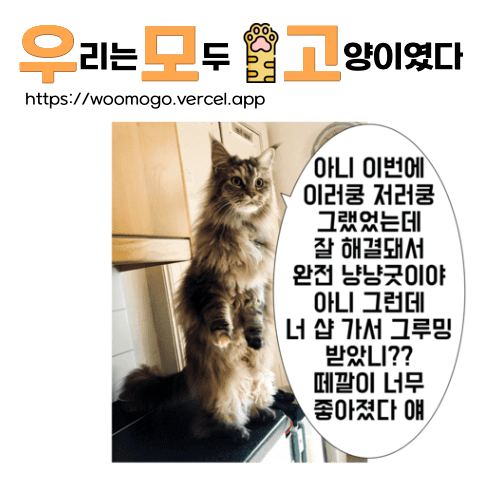 우리는 모두 고양이였다
https://woomogo.vercel.app
아니 이번에
이러쿵 저러쿵
그랬었는데
잘 해결돼서
완전 냥냥굿이야
아니 그런데
너 샵 가서 그루밍
받았니??
떼깔이 너무
좋아졌다 얘